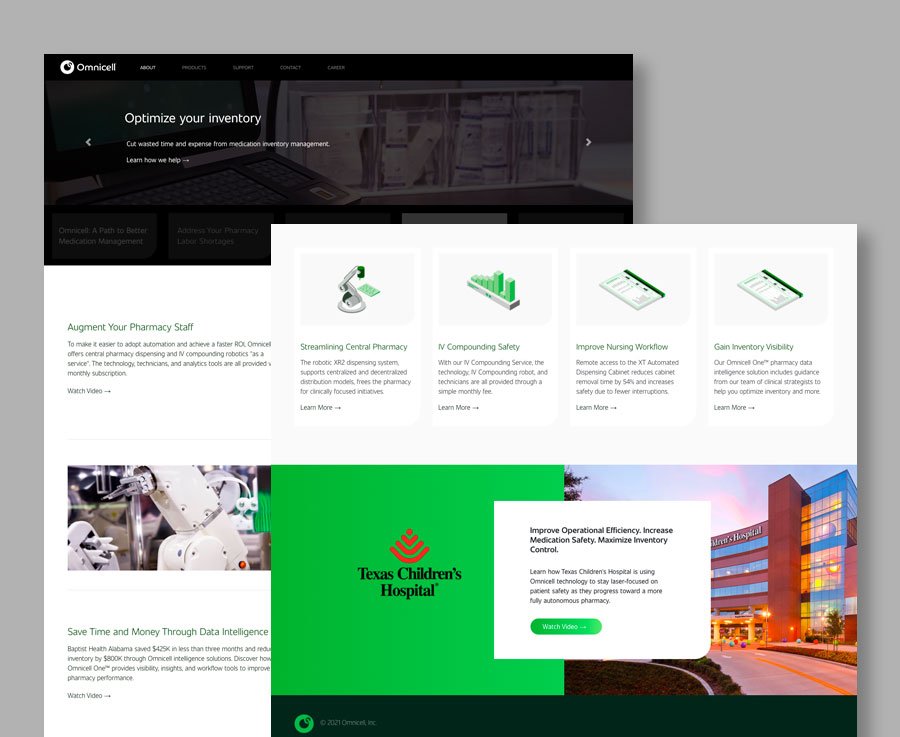 Omnicell
ABOUT
PRODUCTS
SUPPORT
CONTACT
CAREER
Optimize your inventory
Cut wasted time and expense from medication inventory management.
Learn how we help →
Omnicell: A Path to Better
Medication Management
Address Your Pharmacy
Labor Shortages
Augment Your Pharmacy Staff
To make it easier to adopt automation and achieve a faster ROI, Omnicell
offers central pharmacy dispensing and IV compounding robotics "as a
service". The technology, technicians, and analytics tools are all provided
monthly subscription.
Watch Video →
Save Time and Money Through Data Intelligence
Baptist Health Alabama saved $425K in less than three months and
inventory by $800K through Omnicell intelligence solutions. Discover how
Omnicell One™ provides visibility, insights, and workflow tools to improve
pharmacy performance.
Watch Video →
Streamlining Central Pharmacy
The robotic XR2 dispensing system,
supports centralized and decentralized
distribution models, frees the pharmacy
for clinically focused initiatives.
Learn More →
IV Compounding Safety
With our IV Compounding Service, the
technology, IV Compounding robot, and
technicians are all provided through a
simple monthly fee.
Learn More →
Improve Nursing Workflow
Remote access to the XT Automated
Dispensing Cabinet reduces cabinet
removal time by 54% and increases
safety due to fewer interruptions.
Learn More →
Gain Inventory Visibility
Our Omnicell One™ pharmacy data
intelligence solution includes guidance
from our team of clinical strategists to
help you optimize inventory and more.
Learn More →
Texas Children's
Hospital®
Improve Operational Efficiency. Increase
Medication Safety. Maximize Inventory
Control.
Learn how Texas Children's Hospital is using
Omnicell technology to stay laser-focused on
patient safety as they progress toward a more
fully autonomous pharmacy.
Watch Video →
ldren's Hospital
© 2021 Omnicell, Inc.